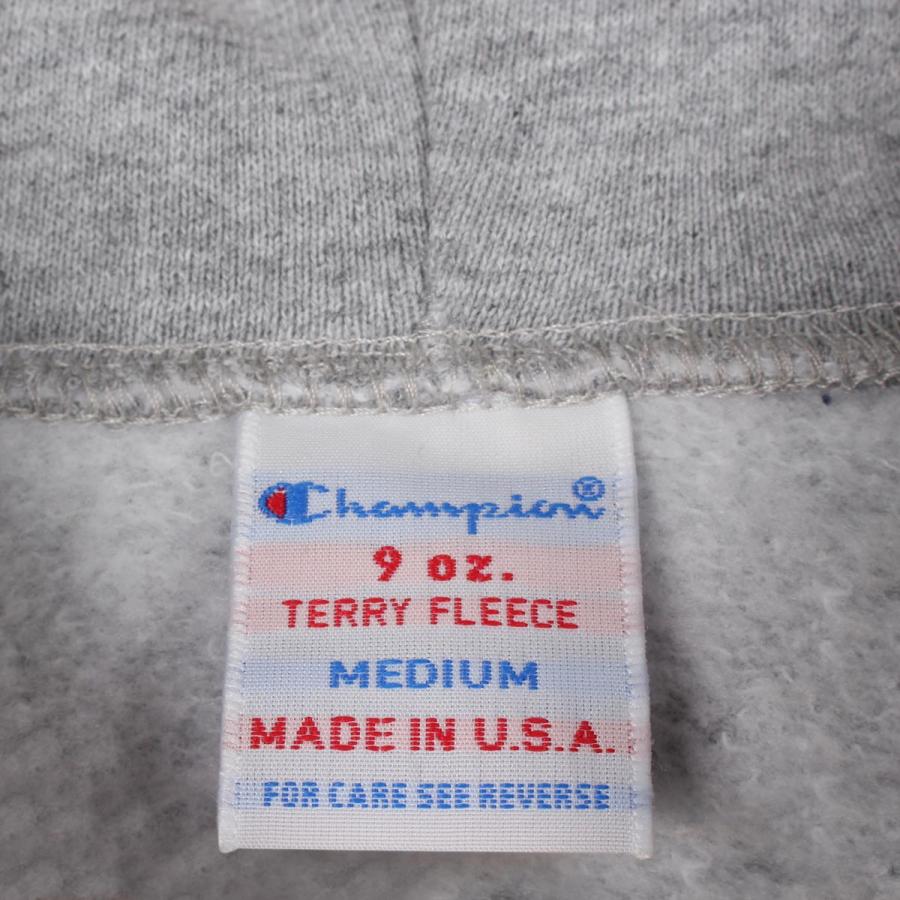 Champion®
9 oz.
TERRY FLEECE
MEDIUM
MADE IN U.S.A.
FOR CARE SEE REVERSE